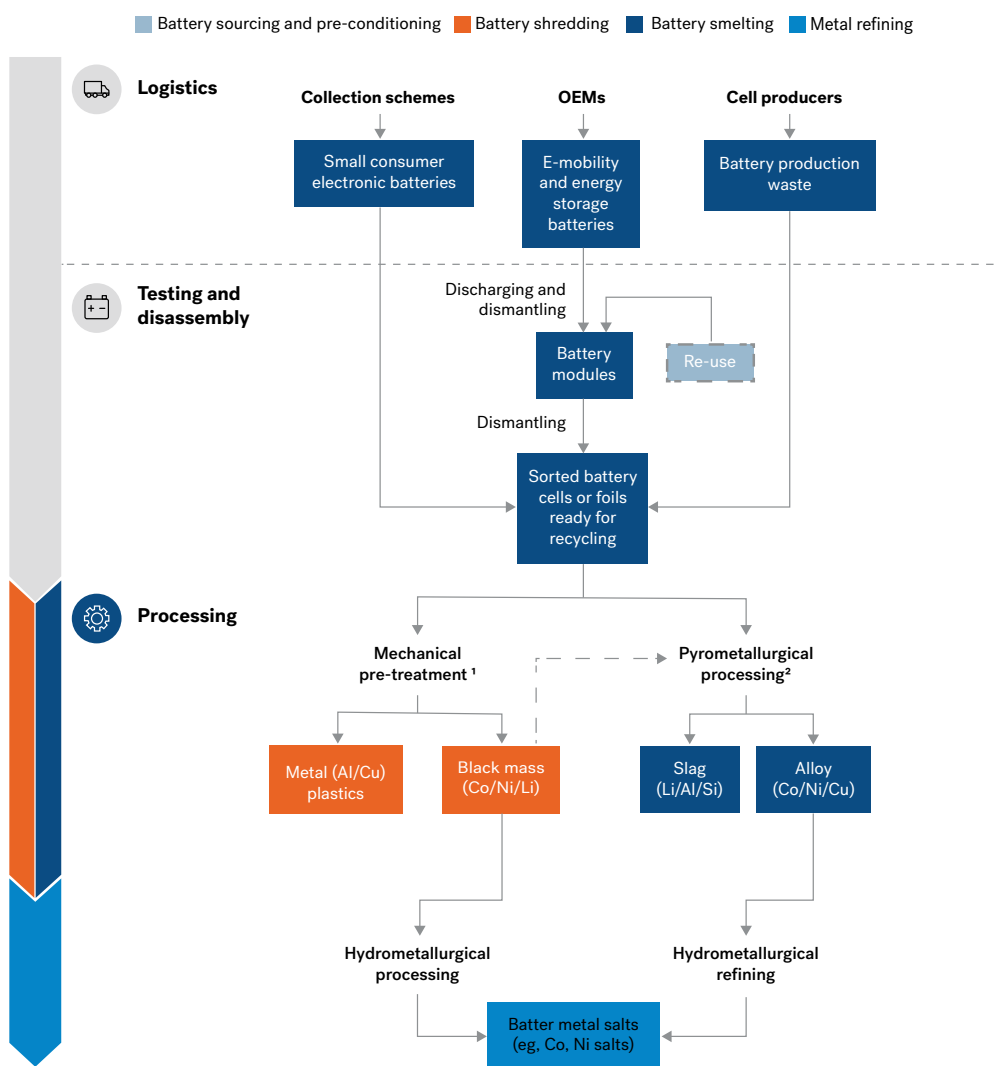 Battery sourcing and pre-conditioning
Battery shredding
Battery smelting
Metal refining
Logistics
Collection schemes
OEMs
Cell producers
Small consumer
electronic batteries
E-mobility
and energy
storage
batteries
Battery production
waste
Testing and
disassembly
Discharging and
dismantling
Battery
modules
Re-use
Dismantling
Sorted battery
cells or foils
ready for
recycling
Processing
Mechanical
pre-treatment ¹
Pyrometallurgical
processing²
Metal (Al/Cu)
plastics
Black mass
(Co/Ni/Li)
Slag
(Li/Al/Si)
Alloy
(Co/Ni/Cu)
Hydrometallurgical
processing
Hydrometallurgical
refining
Batter metal salts
(eg, Co, Ni salts)